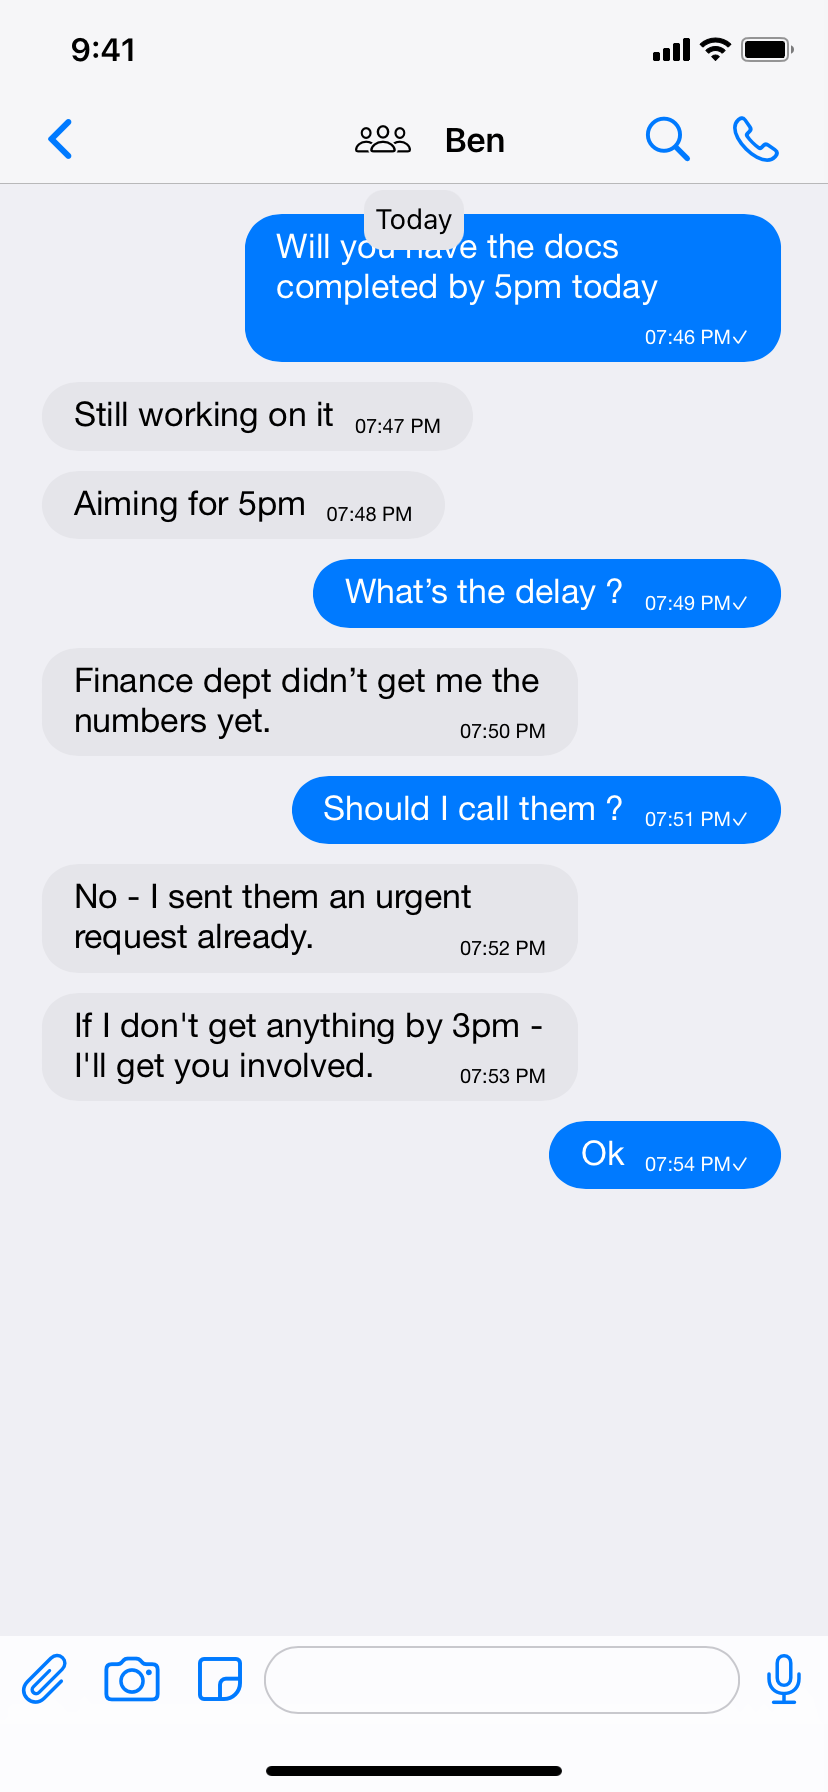 9:41
Ben
Today
Will you have the docs
completed by 5pm today
07:46 PM✓
Still working on it 07:47 PM
Aiming for 5pm 07:48 PM
What’s the delay ? 07:49 PM✓
Finance dept didn’t get me the
numbers yet. 07:50 PM
Should I call them ? 07:51 PM✓
No - I sent them an urgent
request already. 07:52 PM
If I don't get anything by 3pm -
I'll get you involved. 07:53 PM
Ok 07:54 PM✓